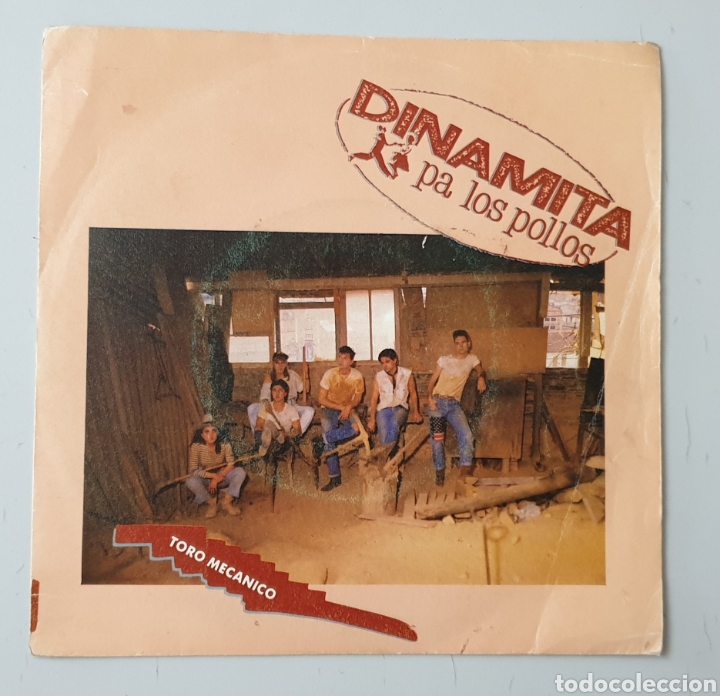 DINAMITA
pa los pollos
TORO MECANICO
todocoleccion